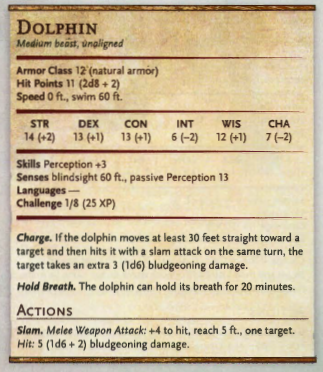 DOLPHIN
Medium beast, unaligned
Armor Class 12 (natural armor)
Hit Points 11 (2d8 + 2)
Speed 0 ft., swim 60 ft.
STR DEX CON INT WIS CHA
14 (+2) 13 (+1) 13 (+1) 6 (−2) 12 (+1) 7 (−2)
Skills Perception +3
Senses blindsight 60 ft., passive Perception 13
Languages —
Challenge 1/8 (25 XP)
Charge. If the dolphin moves at least 30 feet straight toward a
target and then hits it with a slam attack on the same turn, the
target takes an extra 3 (1d6) bludgeoning damage.
Hold Breath. The dolphin can hold its breath for 20 minutes.
ACTIONS
Slam. Melee Weapon Attack: +4 to hit, reach 5 ft., one target.
Hit: 5 (1d6 + 2) bludgeoning damage.